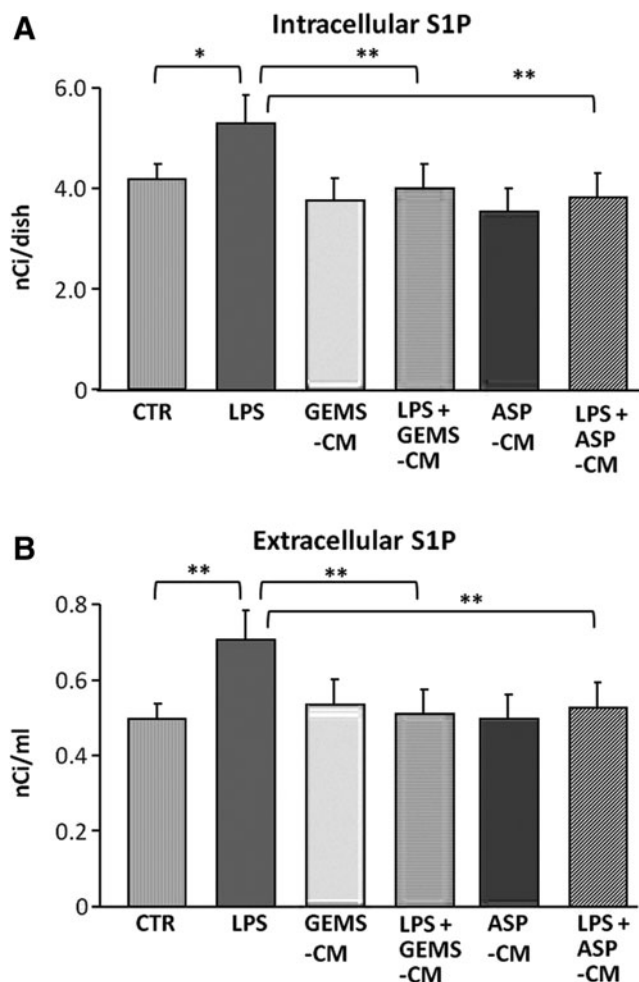 A
Intracellular S1P
* ** **
6.0
4.0
2.0
0
nCi/dish
CTR LPS GEMS -CM LPS + GEMS -CM ASP -CM LPS + ASP -CM
B
Extracellular S1P
** ** **
0.8
0.6
0.4
0.2
0
nCi/ml
CTR LPS GEMS -CM LPS + GEMS -CM ASP -CM LPS + ASP -CM